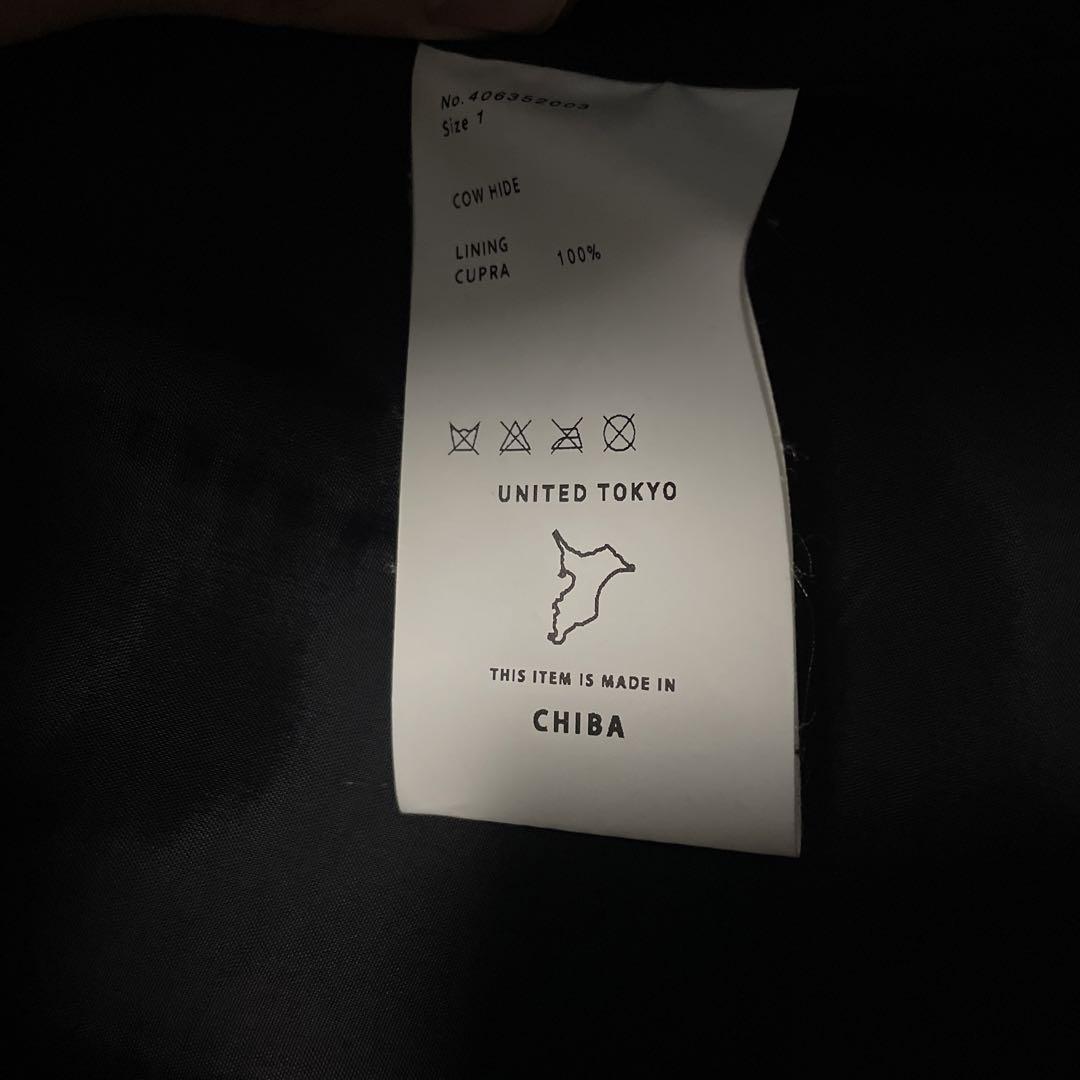 No. 406352003
Size 1
COW HIDE
LINING
CUPRA 100%
UNITED TOKYO
THIS ITEM IS MADE IN
CHIBA